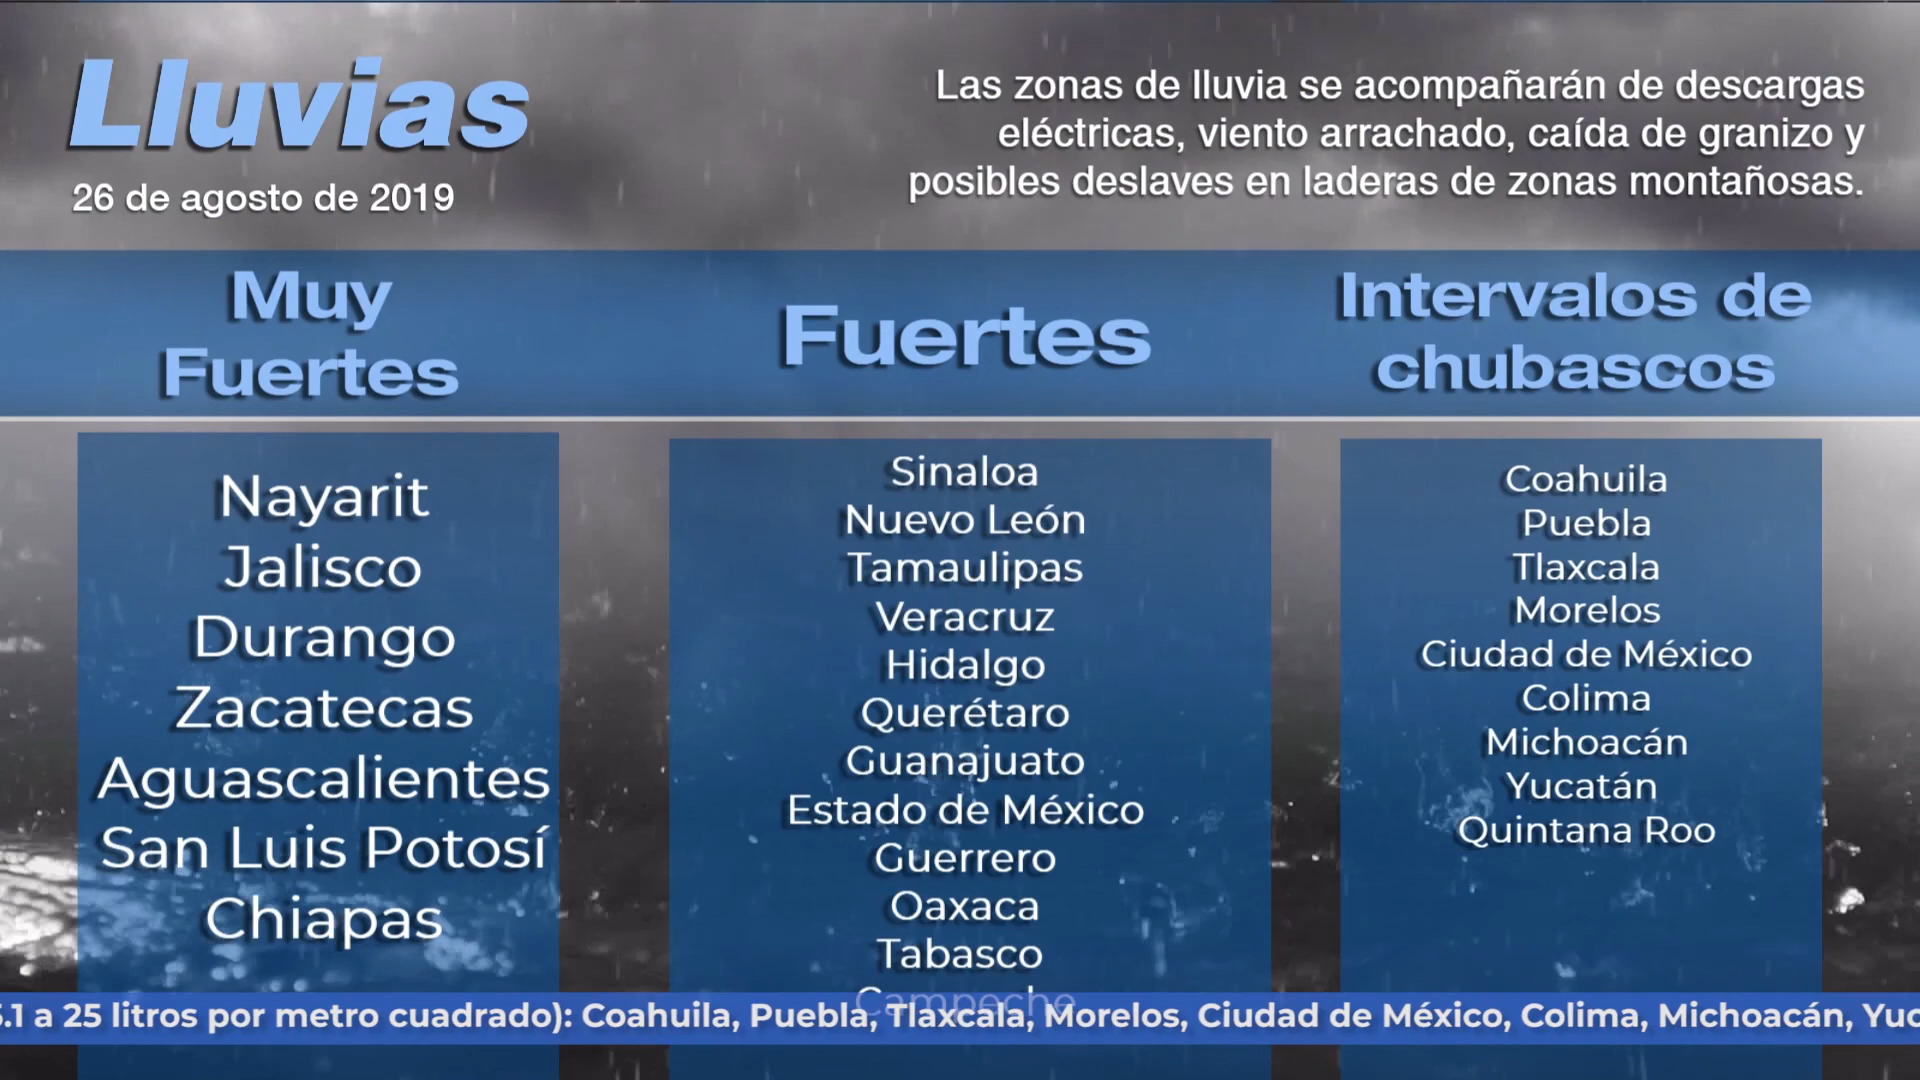 Lluvias
26 de agosto de 2019
Las zonas de lluvia se acompañarán de descargas
eléctricas, viento arrachado, caída de granizo y
posibles deslaves en laderas de zonas montañosas.
Muy
Fuertes
Nayarit
Jalisco
Durango
Zacatecas
Aguascalientes
San Luis Potosí
Chiapas
Fuertes
Sinaloa
Nuevo León
Tamaulipas
Veracruz
Hidalgo
Querétaro
Guanajuato
Estado de México
Guerrero
Oaxaca
Tabasco
Campeche
Intervalos de
chubascos
Coahuila
Puebla
Tlaxcala
Morelos
Ciudad de México
Colima
Michoacán
Yucatán
Quintana Roo
.1 a 25 litros por metro cuadrado): Coahuila, Puebla, Tlaxcala, Morelos, Ciudad de México, Colima, Michoacán, Yuc